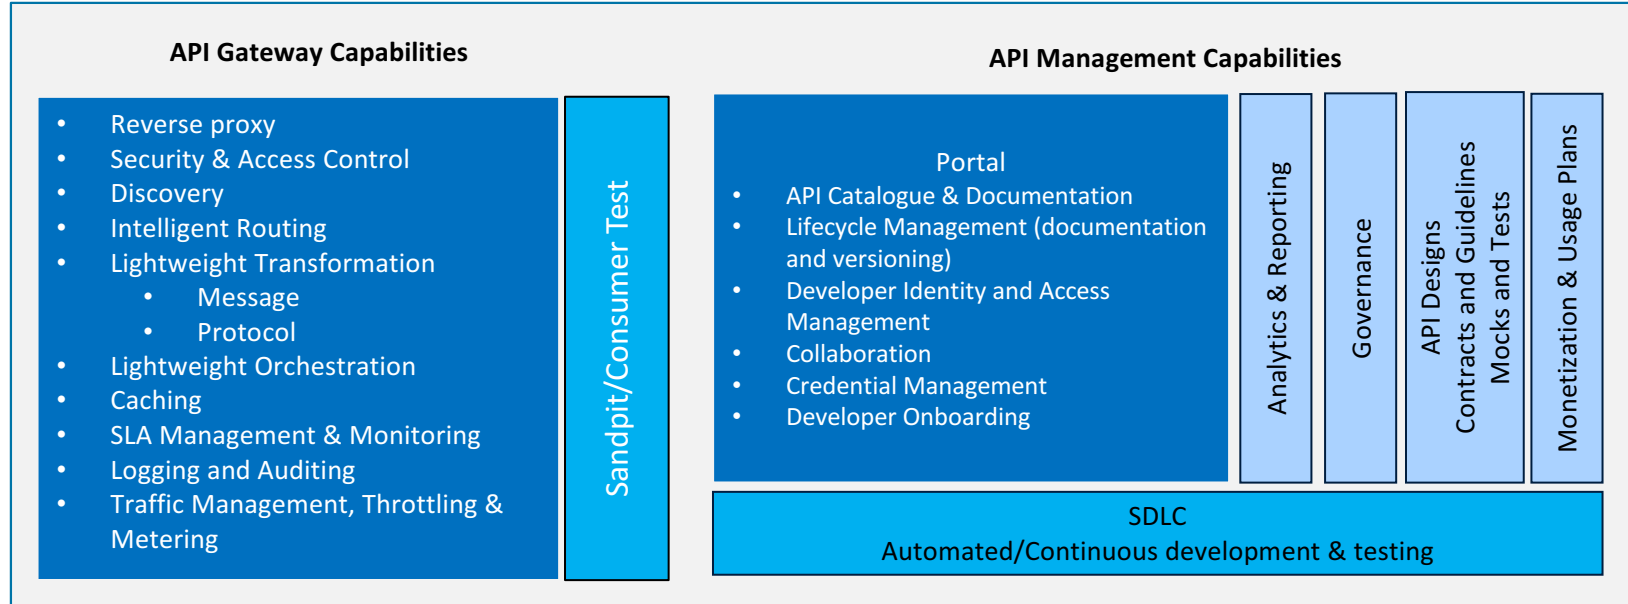 API Gateway Capabilities
• Reverse proxy
• Security & Access Control
• Discovery
• Intelligent Routing
• Lightweight Transformation
• Message
• Protocol
• Lightweight Orchestration
• Caching
• SLA Management & Monitoring
• Logging and Auditing
• Traffic Management, Throttling &
Metering
Sandpit/Consumer Test
API Management Capabilities
Portal
• API Catalogue & Documentation
• Lifecycle Management (documentation
and versioning)
• Developer Identity and Access
Management
• Collaboration
• Credential Management
• Developer Onboarding
Analytics & Reporting
Governance
API Designs
Contracts and Guidelines
Mocks and Tests
Monetization & Usage Plans
SDLC
Automated/Continuous development & testing